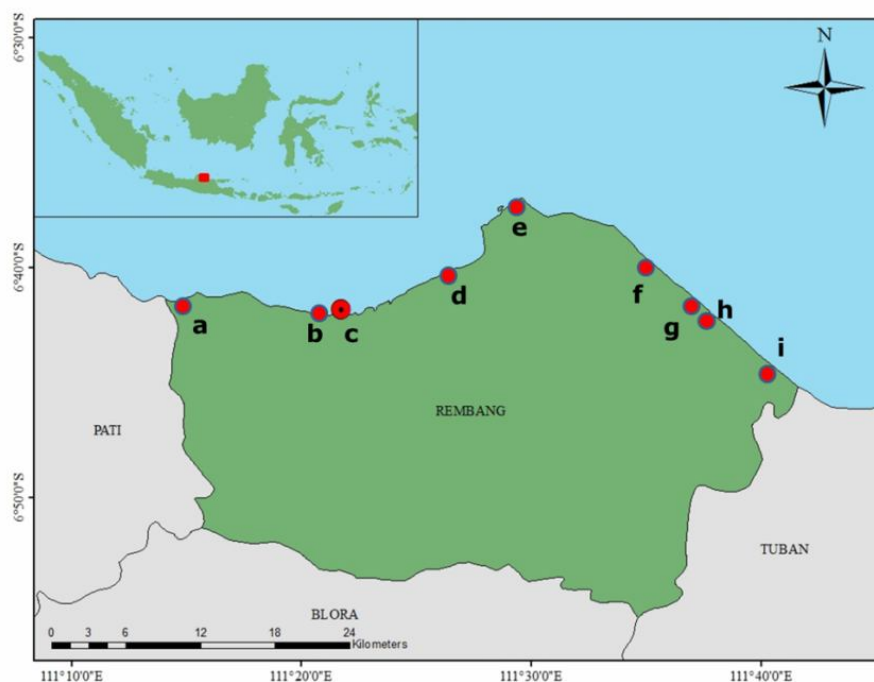 6°30'0"S
N
e
6°40'0"S
d
f
a
b
c
g
h
i
REMBANG
PATI
6°50'0"S
TUBAN
BLORA
0 3 6 12 18 24
Kilometers
111°10'0"E
111°20'0"E
111°30'0"E
111°40'0"E